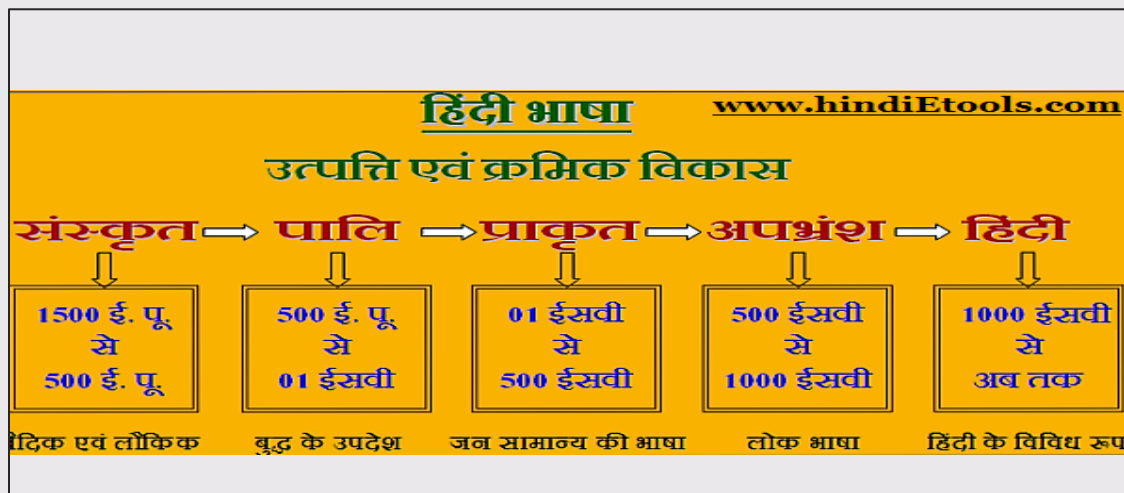 हिंदी भाषा www.hindiEtools.com
उत्पत्ति एवं क्रमिक विकास
संस्कृत पालि प्राकृत अपभ्रंश हिंदी
1500 ई. पू. 500 ई. पू. 01 ईसवी 500 ईसवी 1000 ईसवी
से से से से से
500 ई. पू. 01 ईसवी 500 ईसवी 1000 ईसवी अब तक
एवं लौकिक बुद्ध के उपदेश जन सामान्य की भाषा लोक भाषा हिंदी के विविध रूप